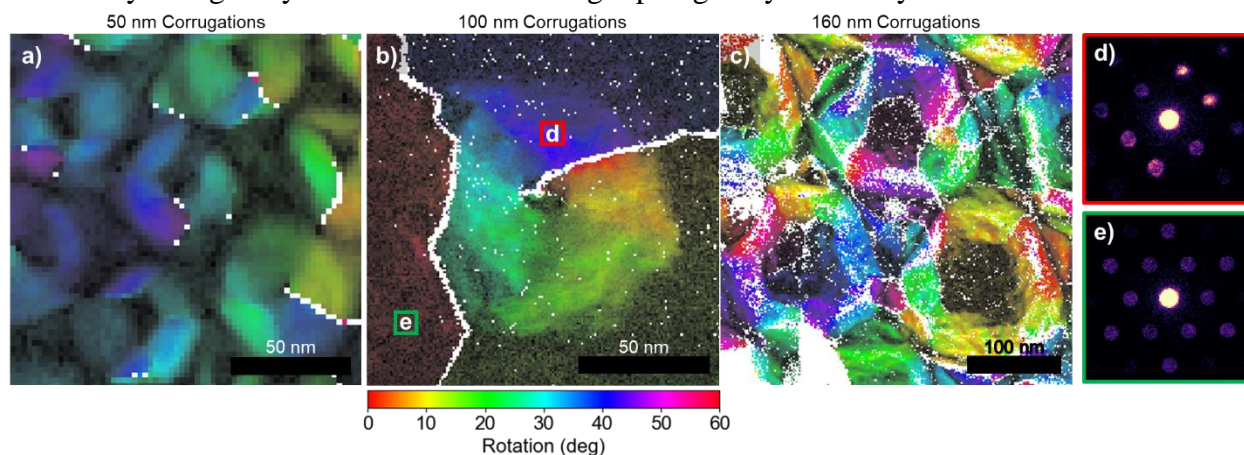 50 nm Corrugations
100 nm Corrugations
160 nm Corrugations
a)
b)
c)
d)
e)
d
e
50 nm
50 nm
100 nm
0
10
20
30
40
50
60
Rotation (deg)